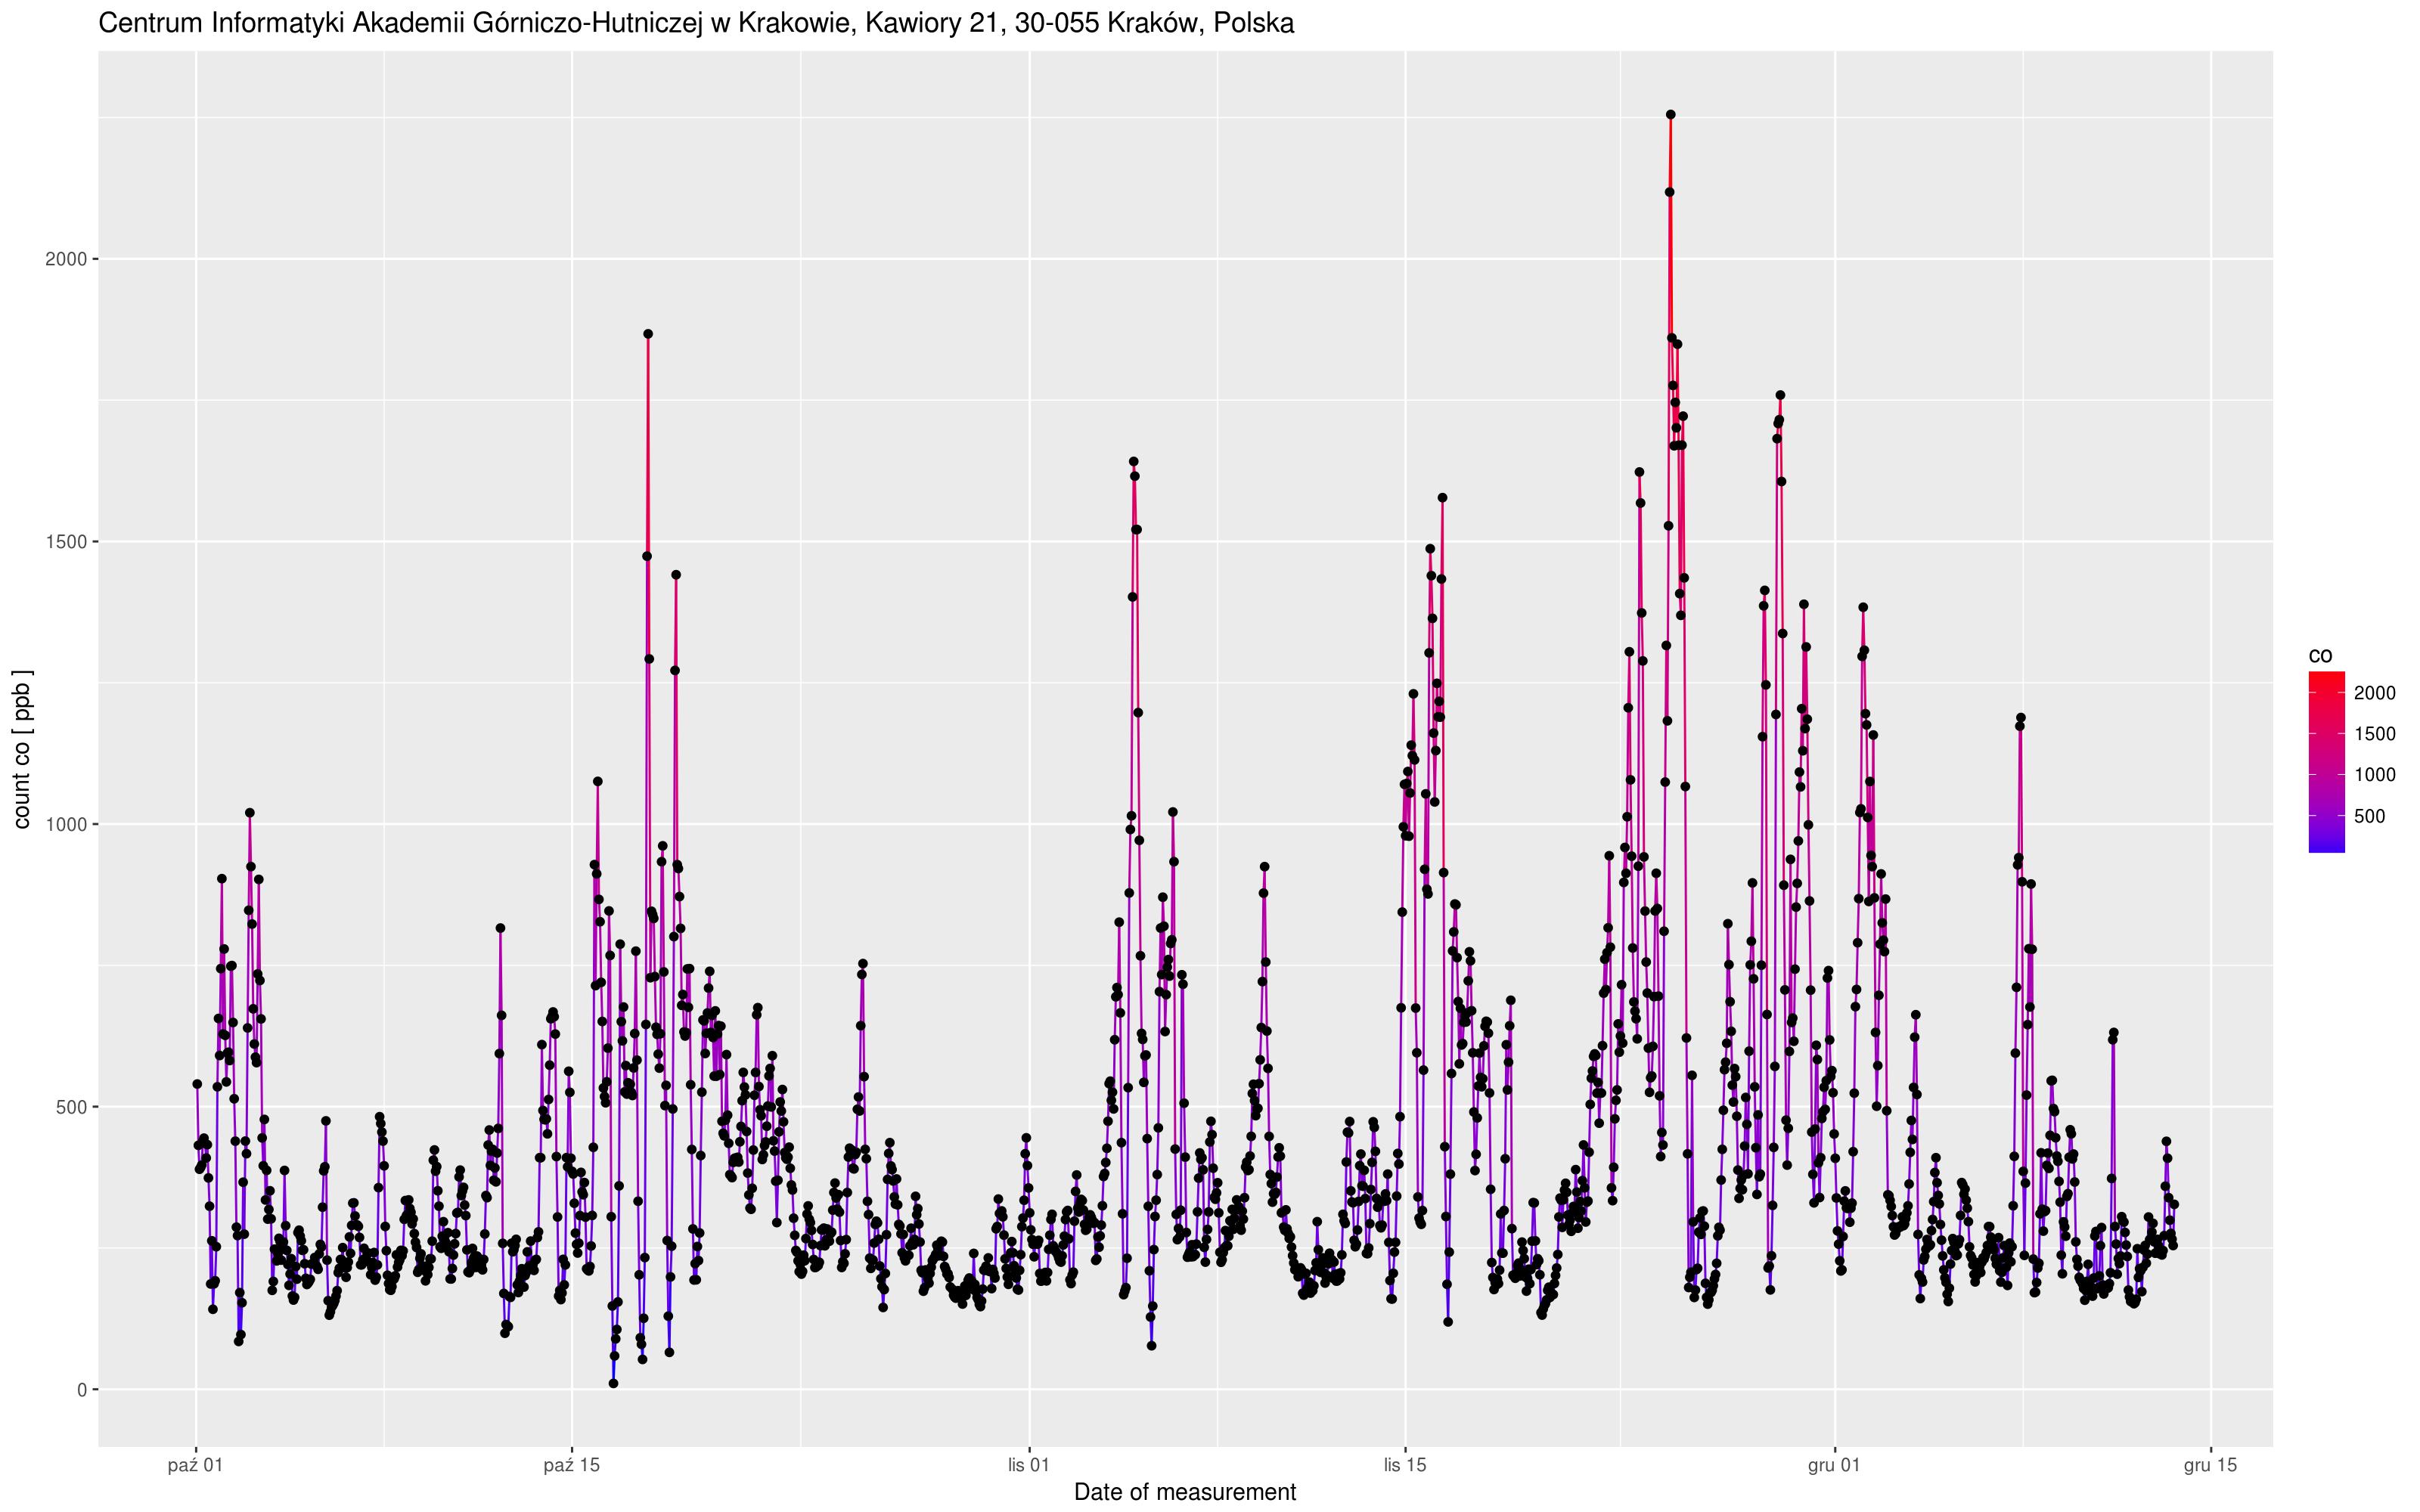 Centrum Informatyki Akademii Górniczo-Hutniczej w Krakowie, Kawiory 21, 30-055 Kraków, Polska
count co [ ppb ]
2000
1500
1000
500
0
paź 01 paź 15 lis 01 lis 15 gru 01 gru 15
Date of measurement
co
2000
1500
1000
500